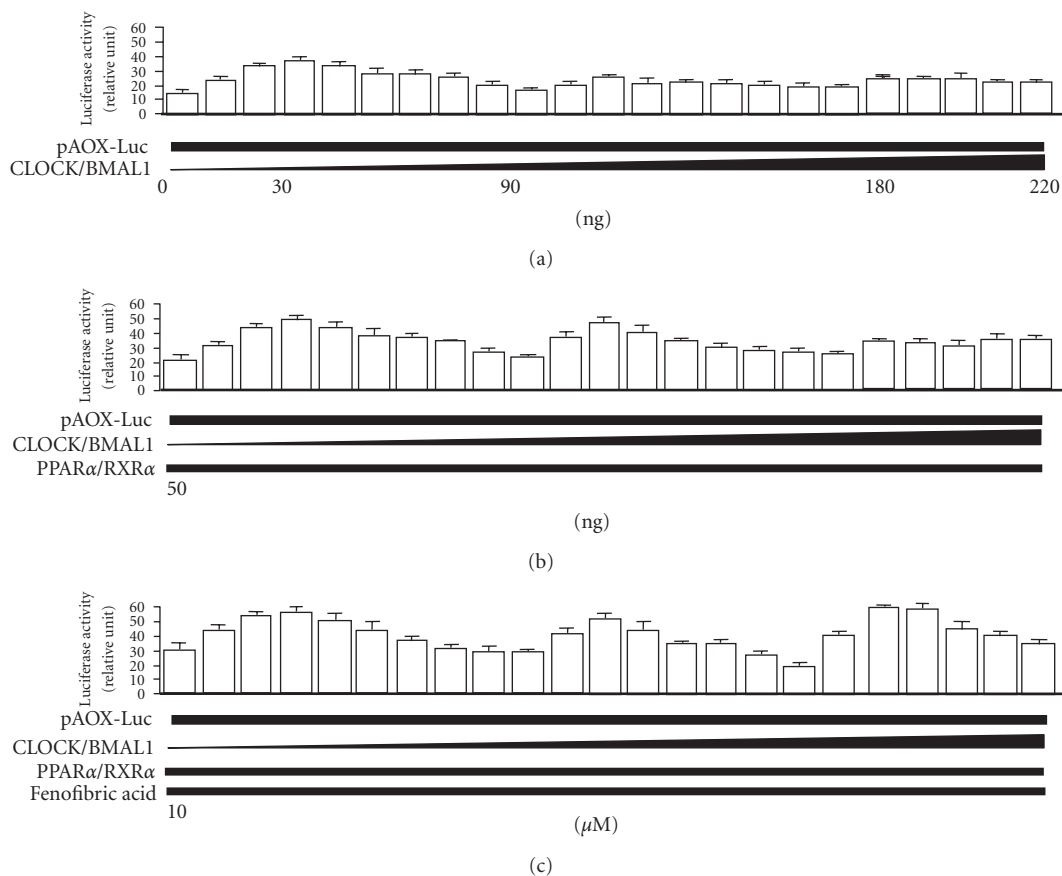 Luciferase activity
(relative unit)
60
50
40
30
20
10
0
pAOX-Luc
CLOCK/BMAL1
0 30 90 180 220
(ng)
(a)
Luciferase activity
(relative unit)
60
50
40
30
20
10
0
pAOX-Luc
CLOCK/BMAL1
PPARα/RXRα
50
(ng)
(b)
Luciferase activity
(relative unit)
60
50
40
30
20
10
0
pAOX-Luc
CLOCK/BMAL1
PPARα/RXRα
Fenofibric acid
10
(μM)
(c)